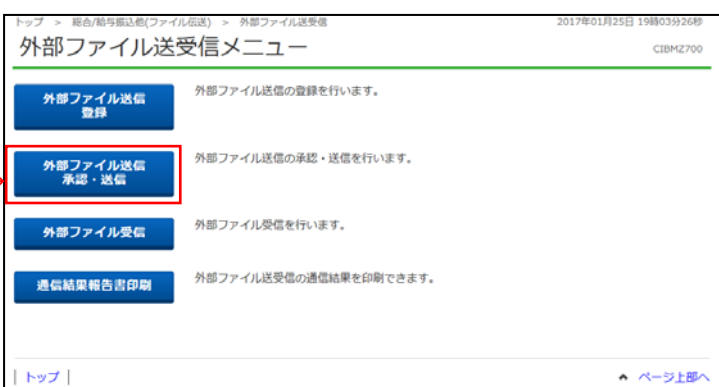 トップ > 総合/給与振込他(ファイル伝送) > 外部ファイル送受信
2017年01月25日 19時03分26秒
外部ファイル送受信メニュー
CIBMZ700
外部ファイル送信
登録
外部ファイル送信の登録を行います。
外部ファイル送信
承認・送信
外部ファイル送信の承認・送信を行います。
外部ファイル受信
外部ファイル受信を行います。
通信結果報告書印刷
外部ファイル送受信の通信結果を印刷できます。
| トップ |
▲ ページ上部へ